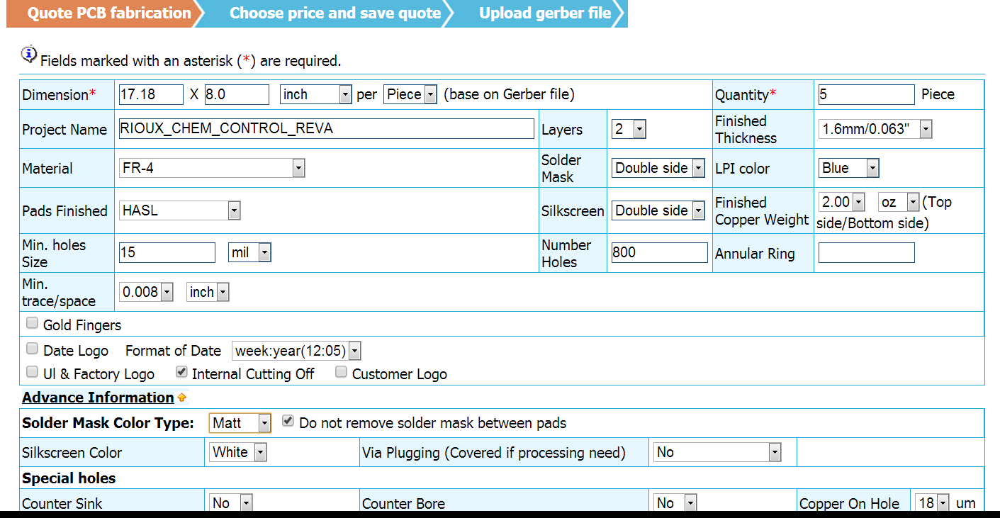 Quote PCB fabrication Choose price and save quote Upload gerber file
Fields marked with an asterisk (*) are required.
Dimension* 17.18 X 8.0 inch per Piece (base on Gerber file) Quantity* 5 Piece
Project Name RIOUX_CHEM_CONTROL_REVA Layers 2 Finished Thickness 1.6mm/0.063"
Material FR-4 Solder Mask Double side LPI color Blue
Pads Finished HASL Silkscreen Double side Finished Copper Weight 2.00 oz (Top side/Bottom side)
Min. holes Size 15 mil Number Holes 800 Annular Ring
Min. trace/space 0.008 inch
Gold Fingers
Date Logo Format of Date week:year(12:05)
Ul & Factory Logo Internal Cutting Off Customer Logo
Advance Information
Solder Mask Color Type: Matt Do not remove solder mask between pads
Silkscreen Color White Via Plugging (Covered if processing need) No
Special holes
Counter Sink No Counter Bore No Copper On Hole 18 um